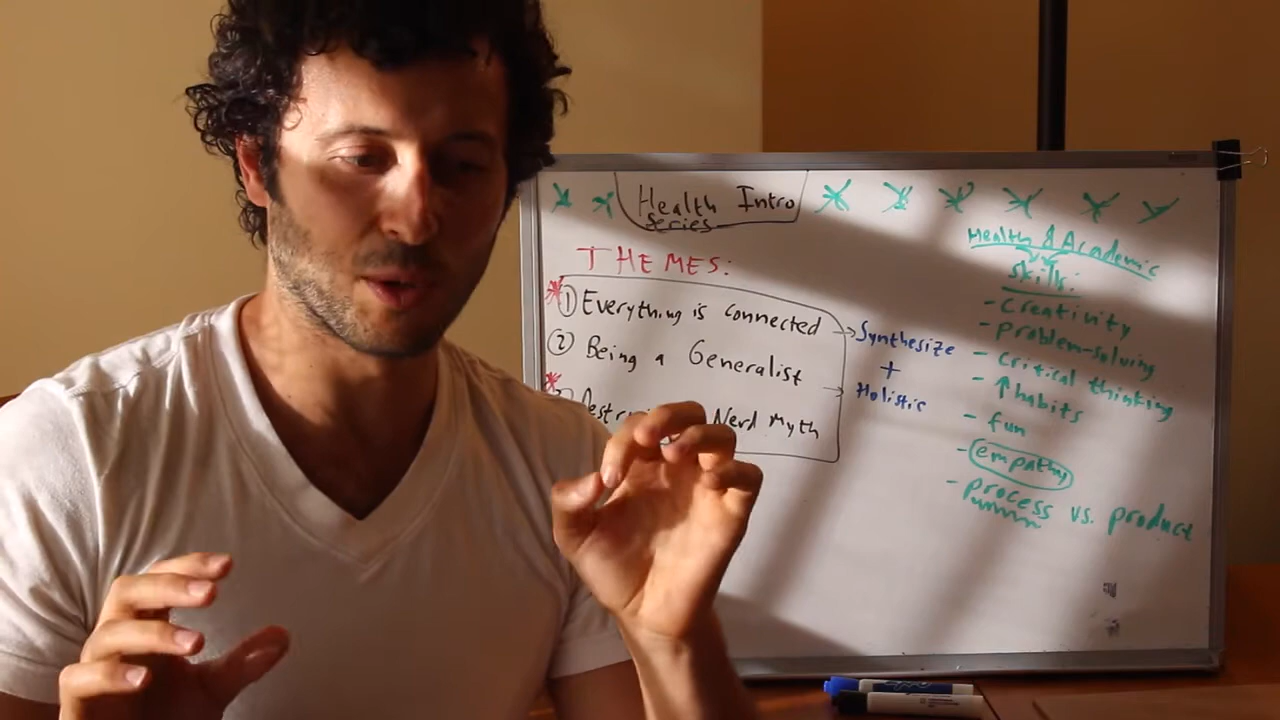 Health Intro
series
THEMES:
① Everything is connected
② Being a Generalist
Nerd Myth
Synthesize
+
Holistic
Health & Academic
skills:
- creativity
- problem-solving
- critical thinking
- ↑ habits
- fun
- empathy
- process vs. product